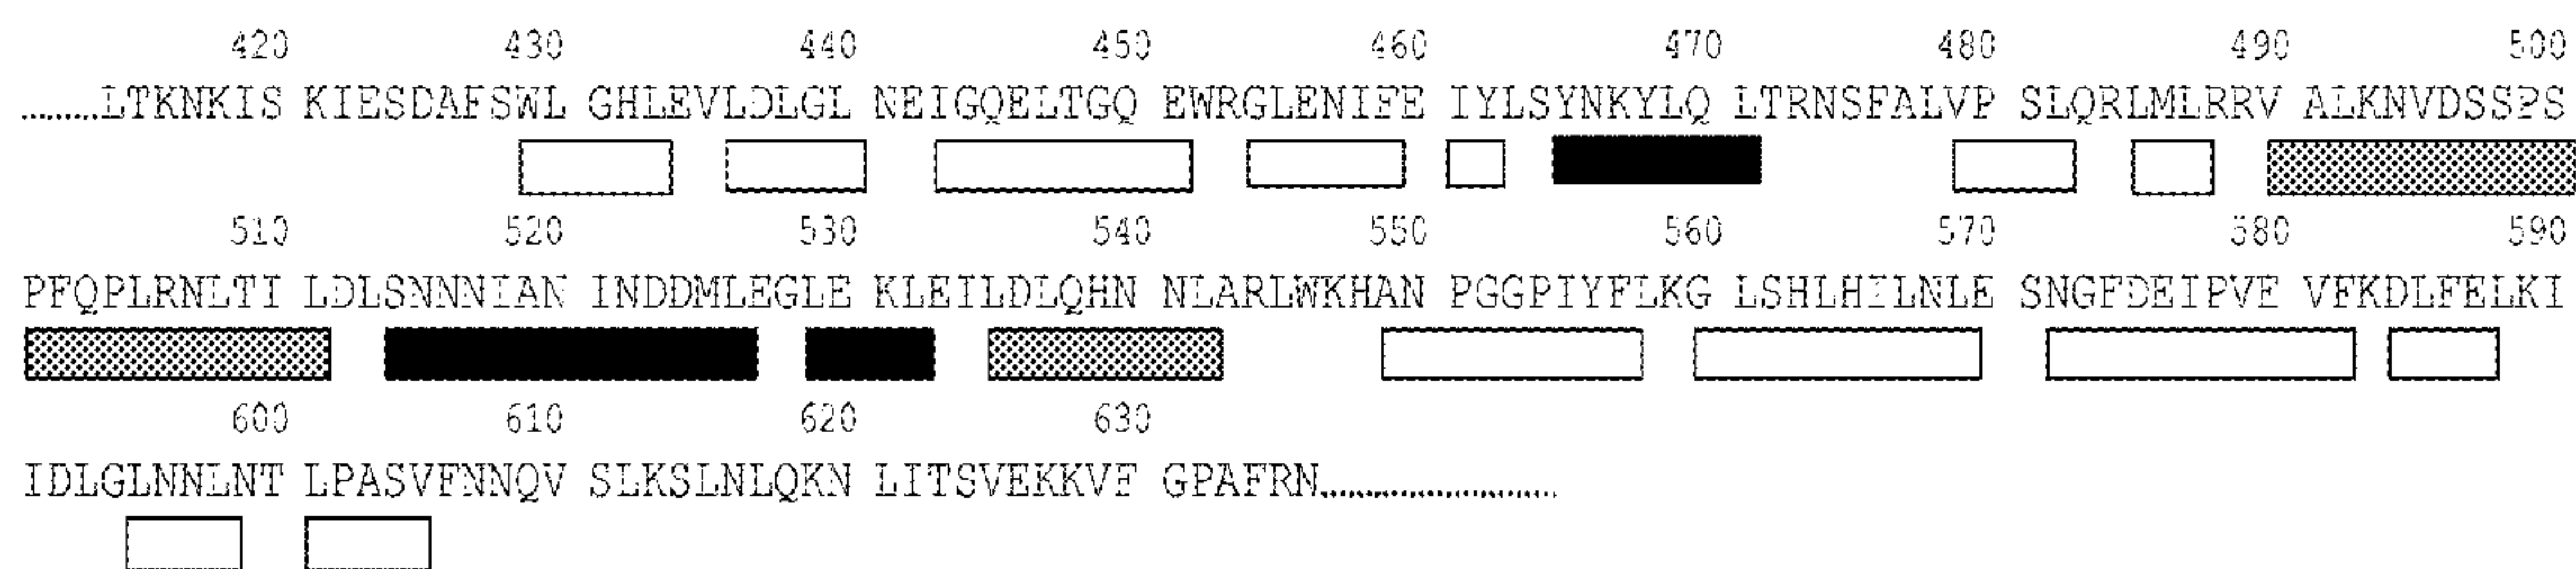 420 430 440 450 460 470 480 490 500
.........LTKNKIS KIESDAFSWL GHLEVLDLGL NEIGQELTGQ EWRGLENIFE IYLSYNKYLQ LTRNSFALVP SLQRLMLRRV ALKNVDSSPS
510 520 530 540 550 560 570 580 590
PFQPLRNLTI LDLSNNNIAN INDDMLEGLE KLEILDLQHN NLARLWKHAN PGGPIYFLKG LSHLHILNLE SNGFDEIPVE VFKDLFELKI
600 610 620 630
IDLGLNNLNT LPASVFNNQV SLKSLNLQKN LITSVEKKVF GPAFRN........................